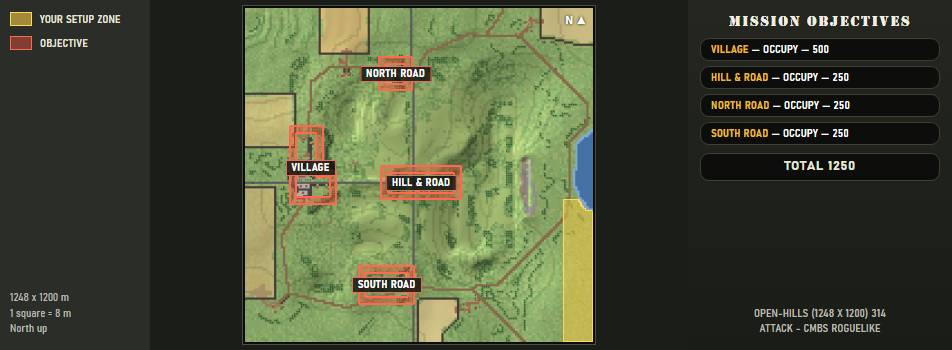 YOUR SETUP ZONE
OBJECTIVE
1248 x 1200 m
1 square = 8 m
North up
N ▲
NORTH ROAD
VILLAGE
HILL & ROAD
SOUTH ROAD
MISSION OBJECTIVES
VILLAGE — OCCUPY — 500
HILL & ROAD — OCCUPY — 250
NORTH ROAD — OCCUPY — 250
SOUTH ROAD — OCCUPY — 250
TOTAL 1250
OPEN-HILLS (1248 X 1200) 314
ATTACK - CMBS ROGUELIKE